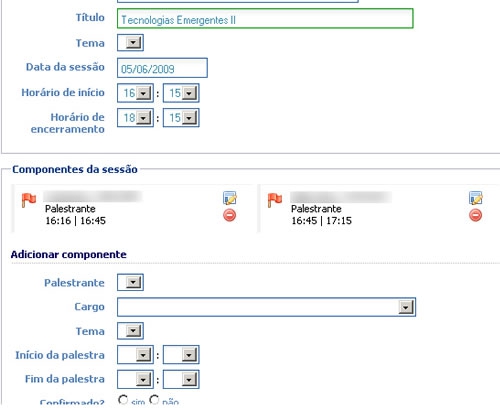 Título Tecnologias Emergentes II
Tema
Data da sessão 05/06/2009
Horário de início 16 : 15
Horário de encerramento 18 : 15
Componentes da sessão
Palestrante
16:16 | 16:45
Palestrante
16:45 | 17:15
Adicionar componente
Palestrante
Cargo
Tema
Início da palestra :
Fim da palestra :
Confirmado? sim não